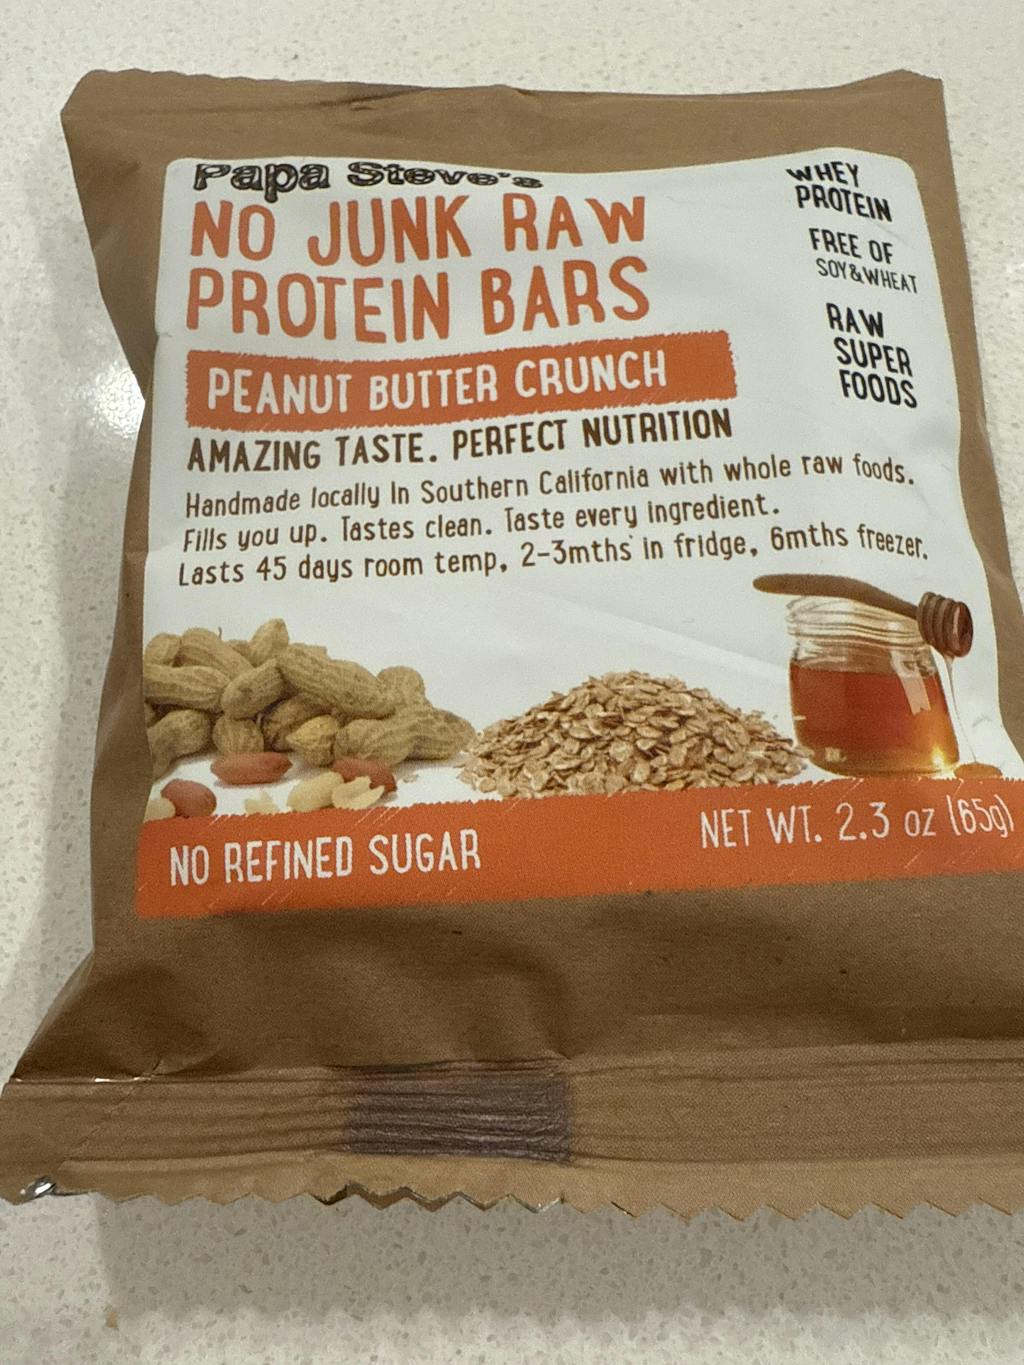 Papa Steve's
NO JUNK RAW
PROTEIN BARS
PEANUT BUTTER CRUNCH
AMAZING TASTE. PERFECT NUTRITION
Handmade locally In Southern California with whole raw foods.
Fills you up. Tastes clean. Taste every ingredient.
Lasts 45 days room temp, 2-3mths in fridge, 6mths freezer.
WHEY
PROTEIN
FREE OF
SOY&WHEAT
RAW
SUPER
FOODS
NO REFINED SUGAR
NET WT. 2.3 oz (65g)